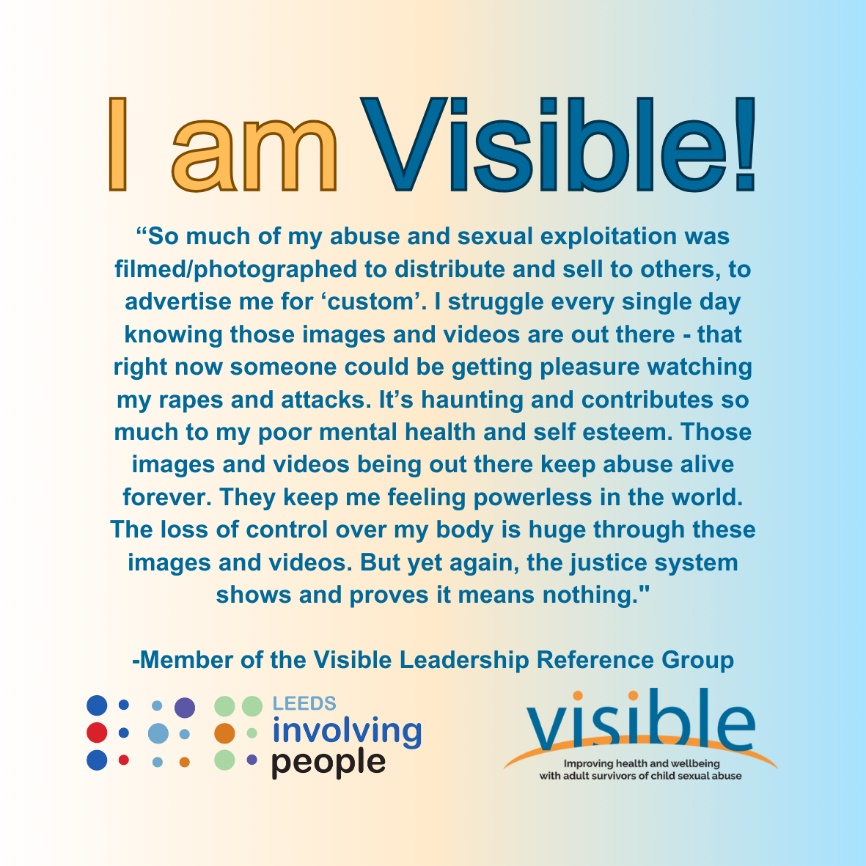 I am Visible!
“So much of my abuse and sexual exploitation was
filmed/photographed to distribute and sell to others, to
advertise me for ‘custom’. I struggle every single day
knowing those images and videos are out there - that
right now someone could be getting pleasure watching
my rapes and attacks. It’s haunting and contributes so
much to my poor mental health and self esteem. Those
images and videos being out there keep abuse alive
forever. They keep me feeling powerless in the world.
The loss of control over my body is huge through these
images and videos. But yet again, the justice system
shows and proves it means nothing."
-Member of the Visible Leadership Reference Group
LEEDS
involving
people
visible
Improving health and wellbeing
with adult survivors of child sexual abuse